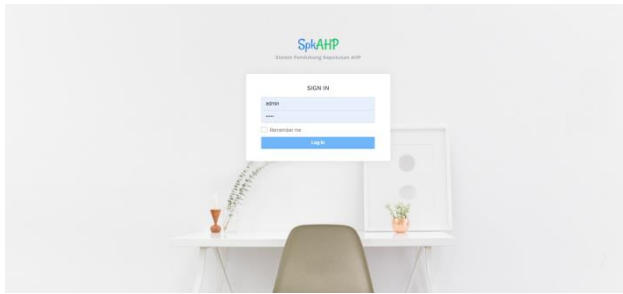 SpkAHP
Sistem Pendukung Keputusan AHP
SIGN IN
admin
•••••
Remember me
Log In